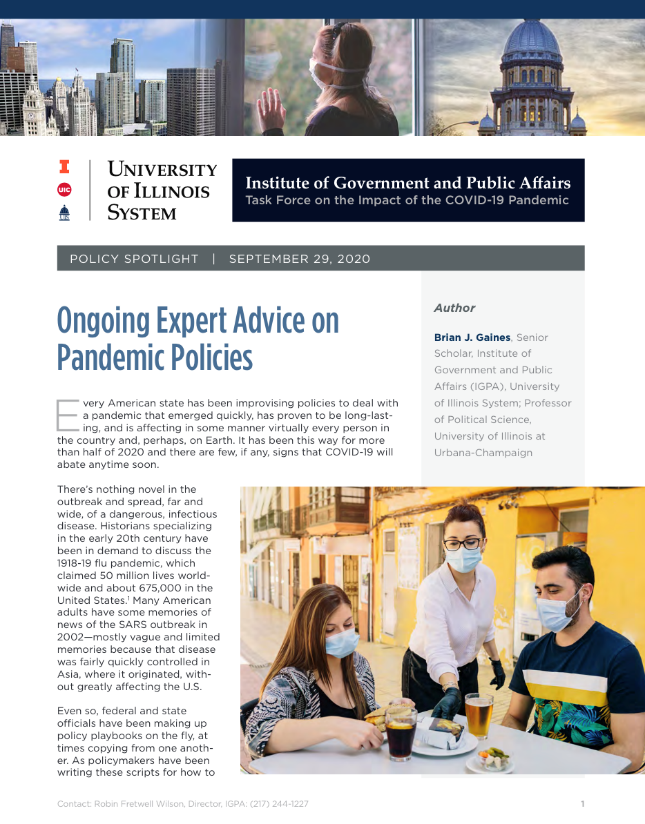 UNIVERSITY
OF ILLINOIS
SYSTEM
I
UIC
UIS
Institute of Government and Public Affairs
Task Force on the Impact of the COVID-19 Pandemic
POLICY SPOTLIGHT | SEPTEMBER 29, 2020
Ongoing Expert Advice on
Pandemic Policies
Every American state has been improvising policies to deal with
a pandemic that emerged quickly, has proven to be long-last-
ing, and is affecting in some manner virtually every person in
the country and, perhaps, on Earth. It has been this way for more
than half of 2020 and there are few, if any, signs that COVID-19 will
abate anytime soon.
There's nothing novel in the
outbreak and spread, far and
wide, of a dangerous, infectious
disease. Historians specializing
in the early 20th century have
been in demand to discuss the
1918-19 flu pandemic, which
claimed 50 million lives world-
wide and about 675,000 in the
United States.¹ Many American
adults have some memories of
news of the SARS outbreak in
2002—mostly vague and limited
memories because that disease
was fairly quickly controlled in
Asia, where it originated, with-
out greatly affecting the U.S.
Even so, federal and state
officials have been making up
policy playbooks on the fly, at
times copying from one anoth-
er. As policymakers have been
writing these scripts for how to
Author
Brian J. Gaines, Senior
Scholar, Institute of
Government and Public
Affairs (IGPA), University
of Illinois System; Professor
of Political Science,
University of Illinois at
Urbana-Champaign
Contact: Robin Fretwell Wilson, Director, IGPA: (217) 244-1227
1